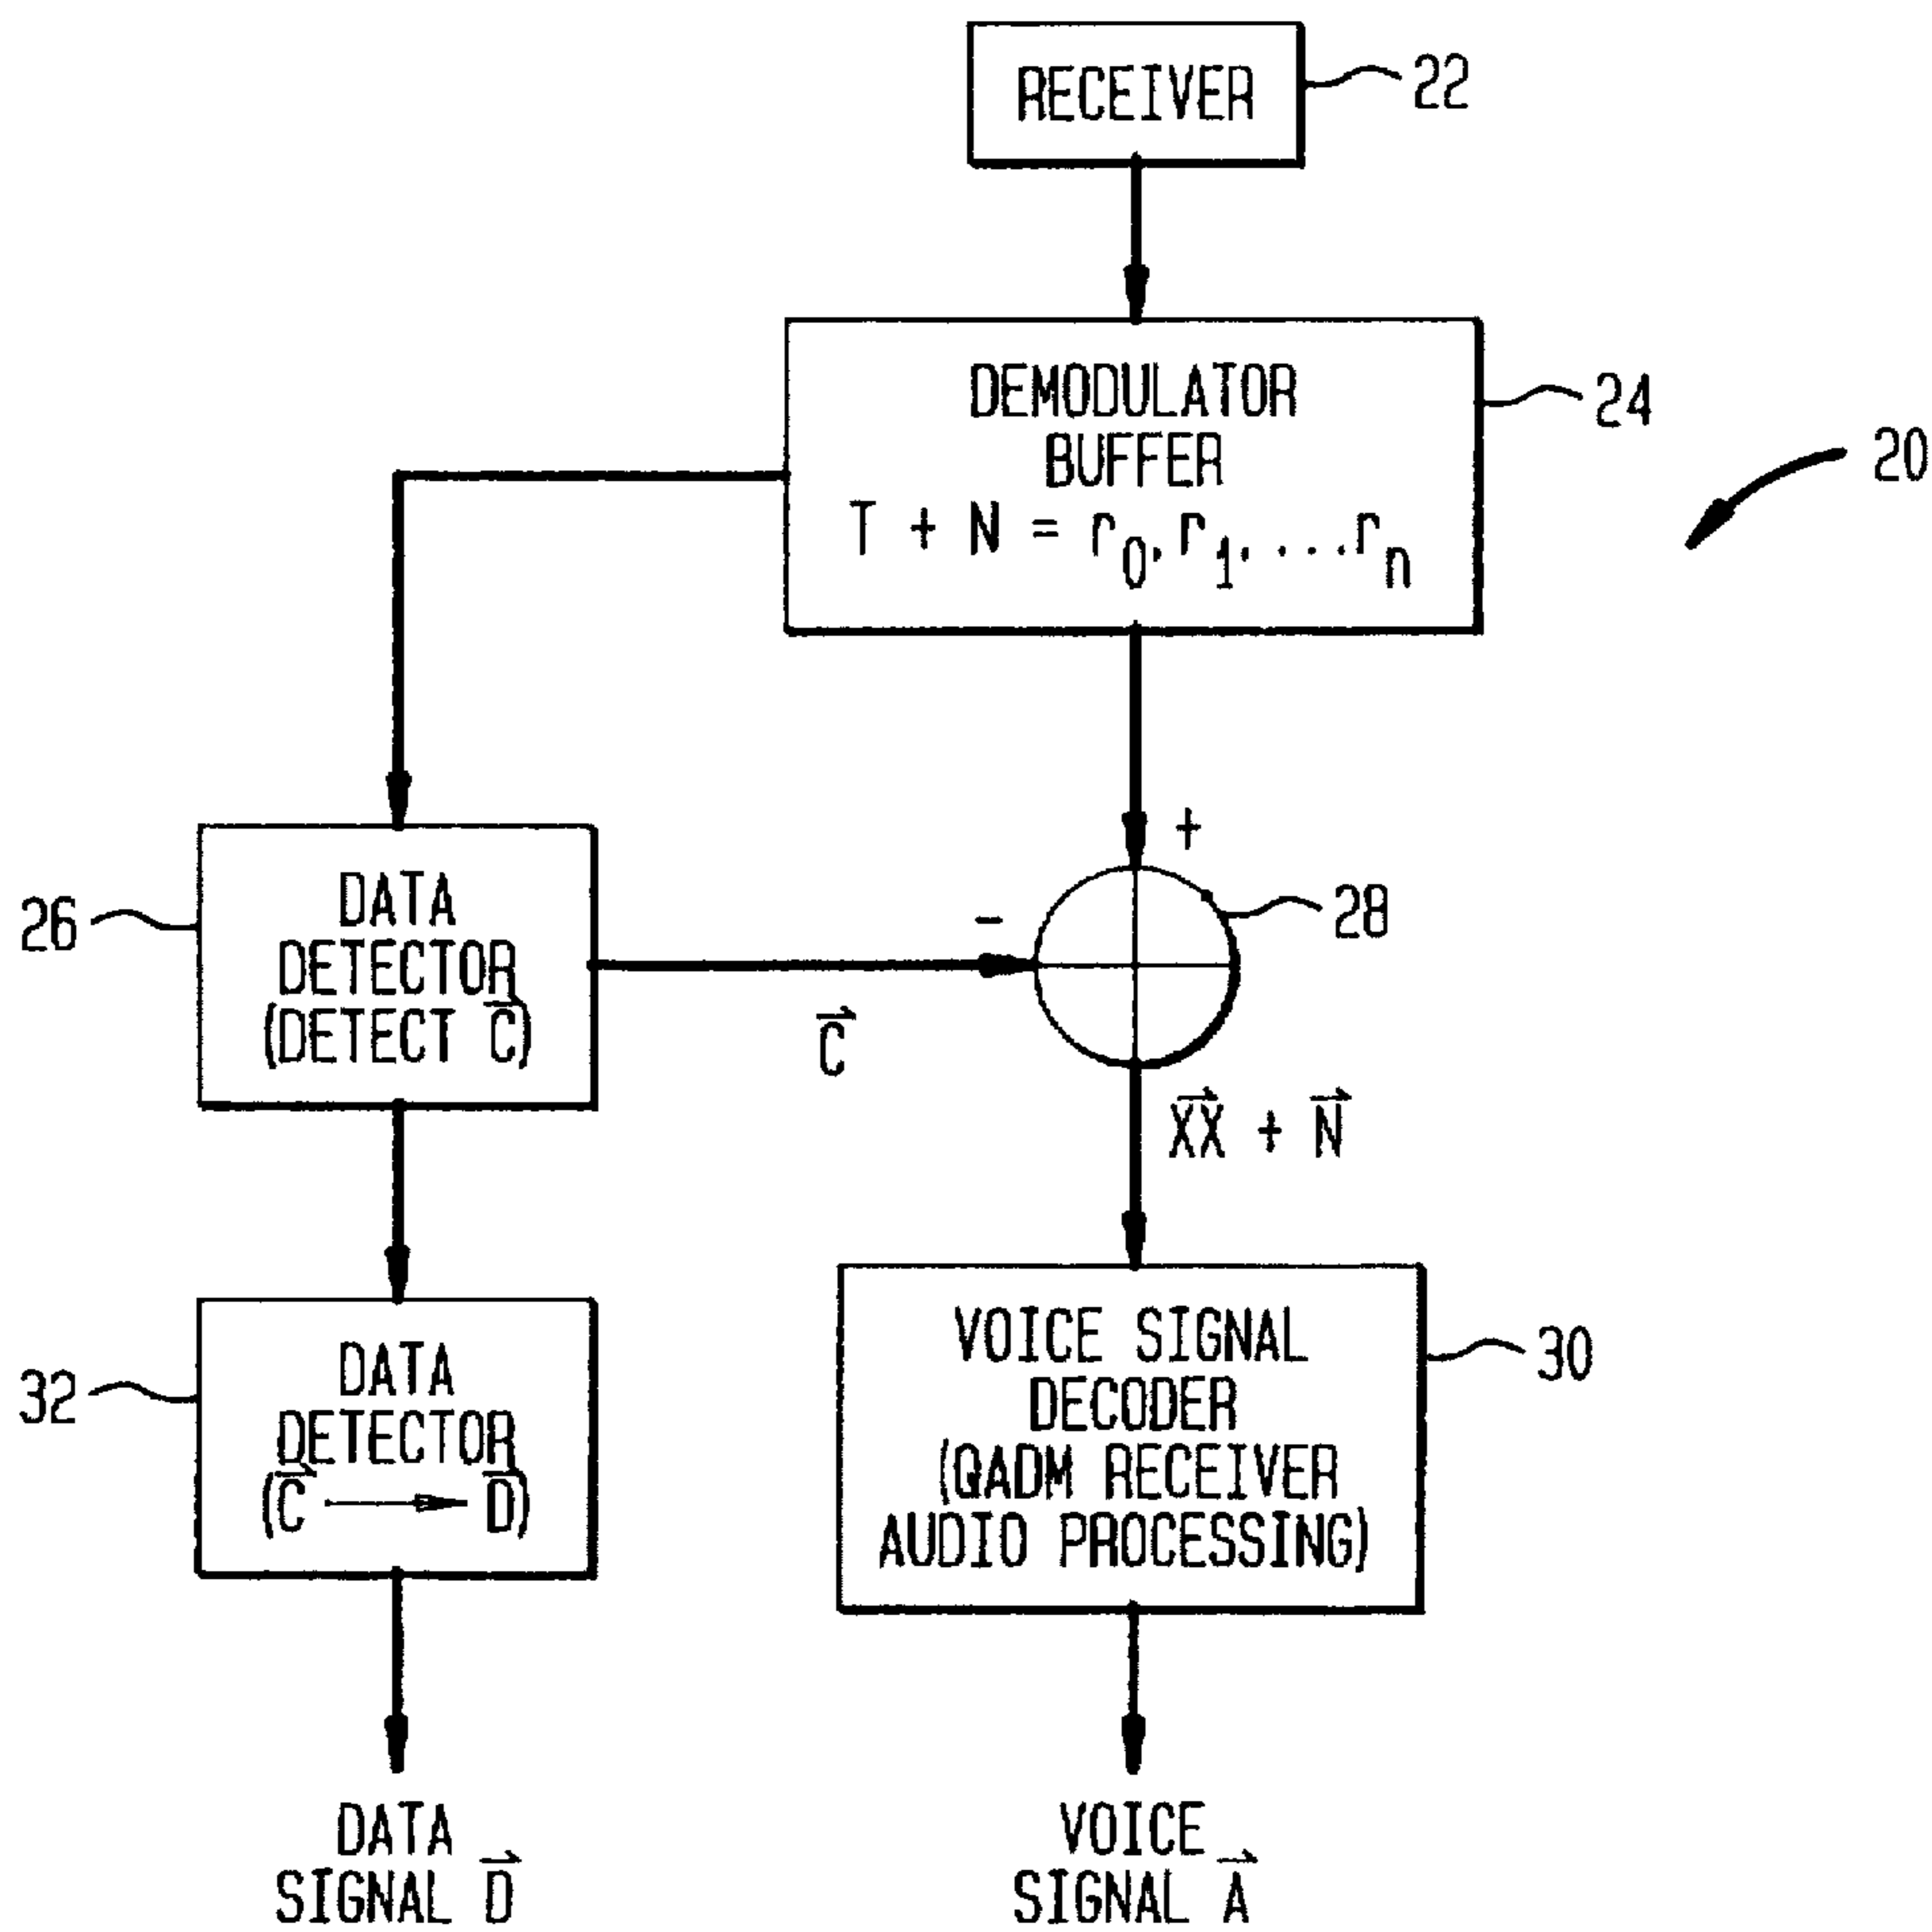 RECEIVER
22
DEMODULATOR
BUFFER
T + N = r₀, r₁, ...rₙ
24
20
+
26
DATA
DETECTOR
(DETECT C⃗)
-
28
C⃗
X⃗X⃗ + N⃗
32
DATA
DETECTOR
(C⃗ → D⃗)
VOICE SIGNAL
DECODER
(QADM RECEIVER
AUDIO PROCESSING)
30
DATA
SIGNAL D⃗
VOICE
SIGNAL A⃗